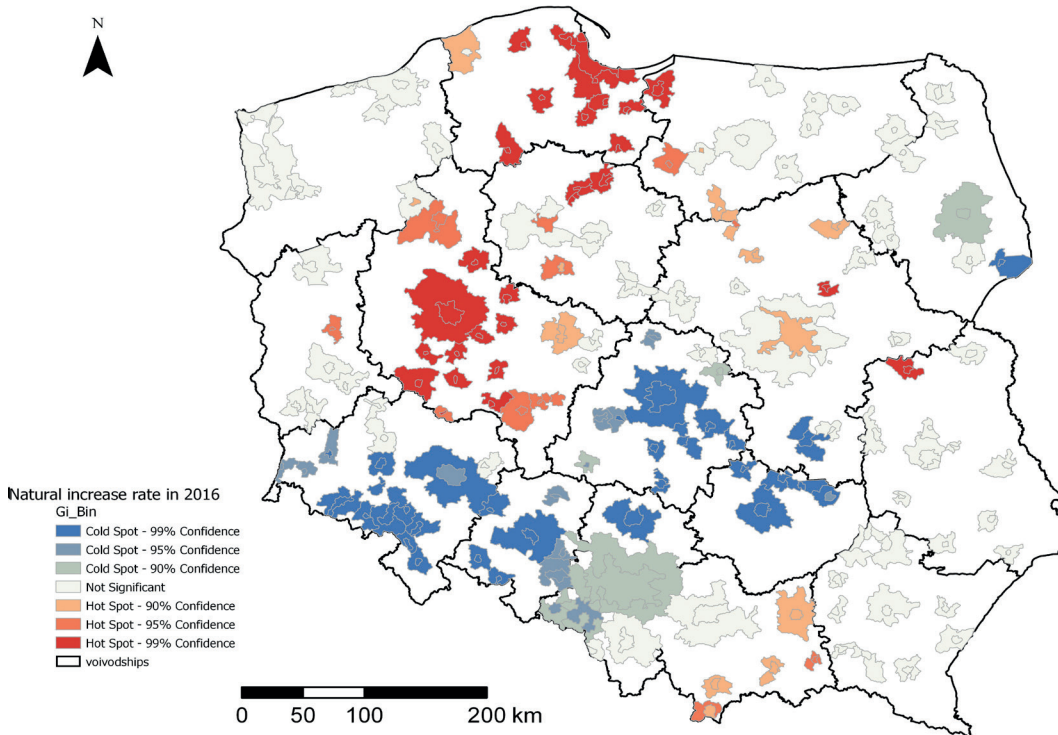 N
Natural increase rate in 2016
Gi_Bin
Cold Spot - 99% Confidence
Cold Spot - 95% Confidence
Cold Spot - 90% Confidence
Not Significant
Hot Spot - 90% Confidence
Hot Spot - 95% Confidence
Hot Spot - 99% Confidence
voivodships
0 50 100 200 km